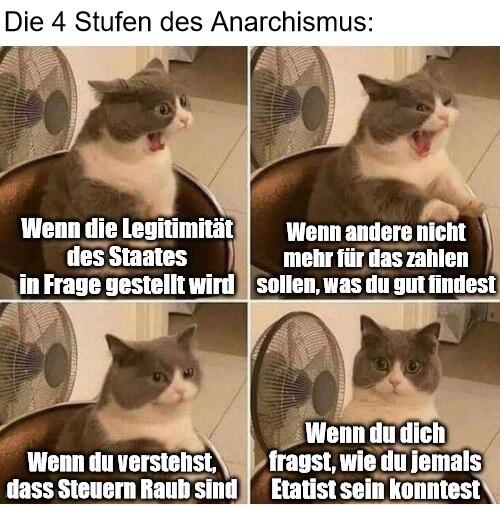 Die 4 Stufen des Anarchismus:
Wenn die Legitimität
des Staates
in Frage gestellt wird
Wenn andere nicht
mehr für das zahlen
sollen, was du gut findest
Wenn du verstehst,
dass Steuern Raub sind
Wenn du dich
fragst, wie du jemals
Etatist sein konntest